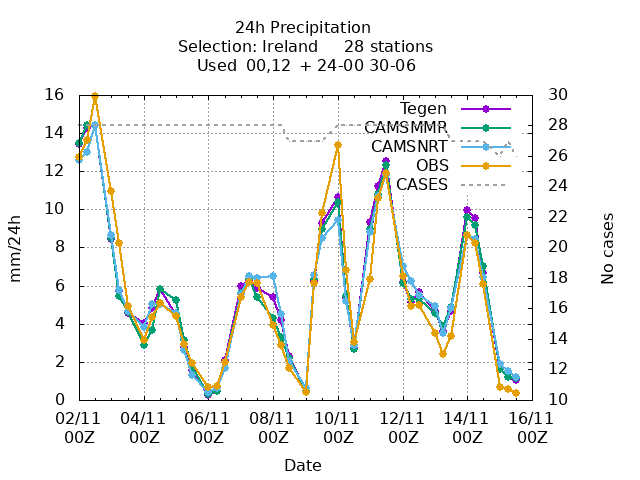 24h Precipitation
Selection: Ireland 28 stations
Used 00,12 + 24-00 30-06
16 30
Tegen
14 28
CAMSMMR
CAMSNRT
26
12
OBS
CASES
24
10
22
8 20
18
6
16
4 14
2 12
0 10
mm/24h
No cases
02/11 04/11 06/11 08/11 10/11 12/11 14/11 16/11
00Z 00Z 00Z 00Z 00Z 00Z 00Z 00Z
Date